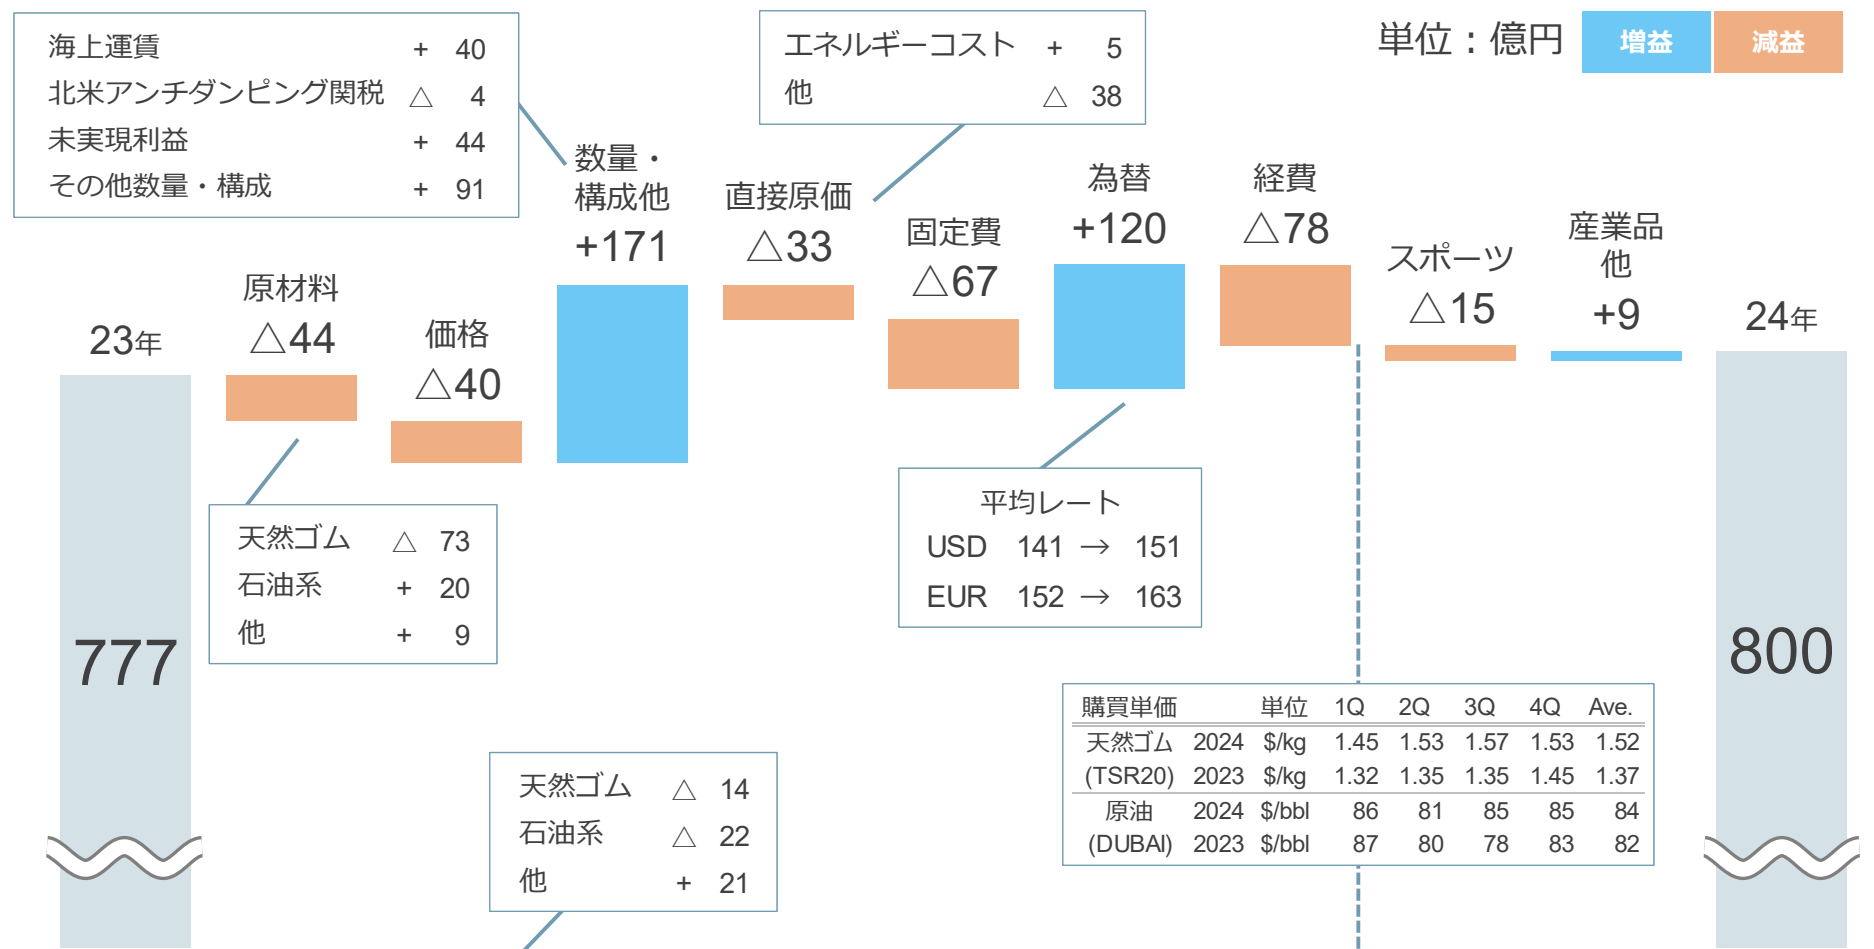 海上運賃 + 40
北米アンチダンピング関税 △ 4
未実現利益 + 44
その他数量・構成 + 91
エネルギーコスト + 5
他 △ 38
単位：億円 増益 減益
23年
777
原材料
△44
価格
△40
数量・
構成他
+171
直接原価
△33
固定費
△67
為替
+120
経費
△78
スポーツ
△15
産業品
他
+9
24年
800
天然ゴム △ 73
石油系 + 20
他 + 9
平均レート
USD 141 → 151
EUR 152 → 163
購買単価 単位 1Q 2Q 3Q 4Q Ave.
天然ゴム 2024 $/kg 1.45 1.53 1.57 1.53 1.52
(TSR20) 2023 $/kg 1.32 1.35 1.35 1.45 1.37
原油 2024 $/bbl 86 81 85 85 84
(DUBAI) 2023 $/bbl 87 80 78 83 82
天然ゴム △ 14
石油系 △ 22
他 + 21